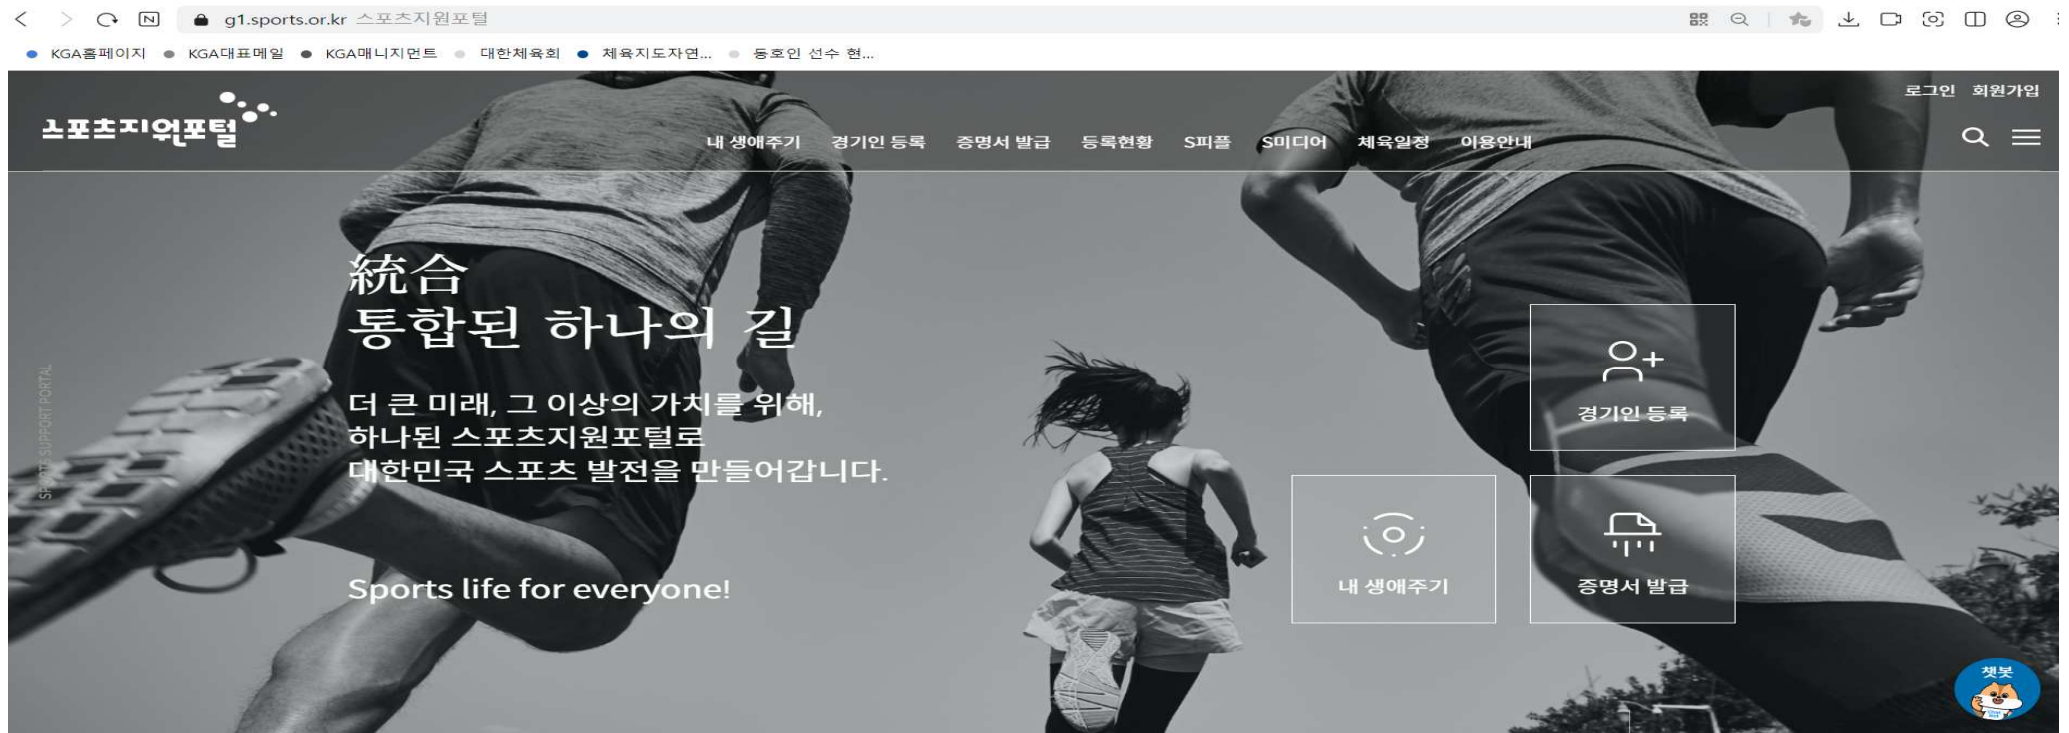 g1.sports.or.kr 스포츠지원포털
KGA홈페이지 KGA대표메일 KGA매니지먼트 대한체육회 체육지도자연... 동호인 선수 현...
로그인 회원가입
스포츠지원포털
내 생애주기 경기인 등록 증명서 발급 등록현황 S피플 S미디어 체육일정 이용안내
統合
통합된 하나의 길
더 큰 미래, 그 이상의 가치를 위해,
하나된 스포츠지원포털로
대한민국 스포츠 발전을 만들어갑니다.
Sports life for everyone!
SPORTS SUPPORT PORTAL
경기인 등록
내 생애주기
증명서 발급
챗봇